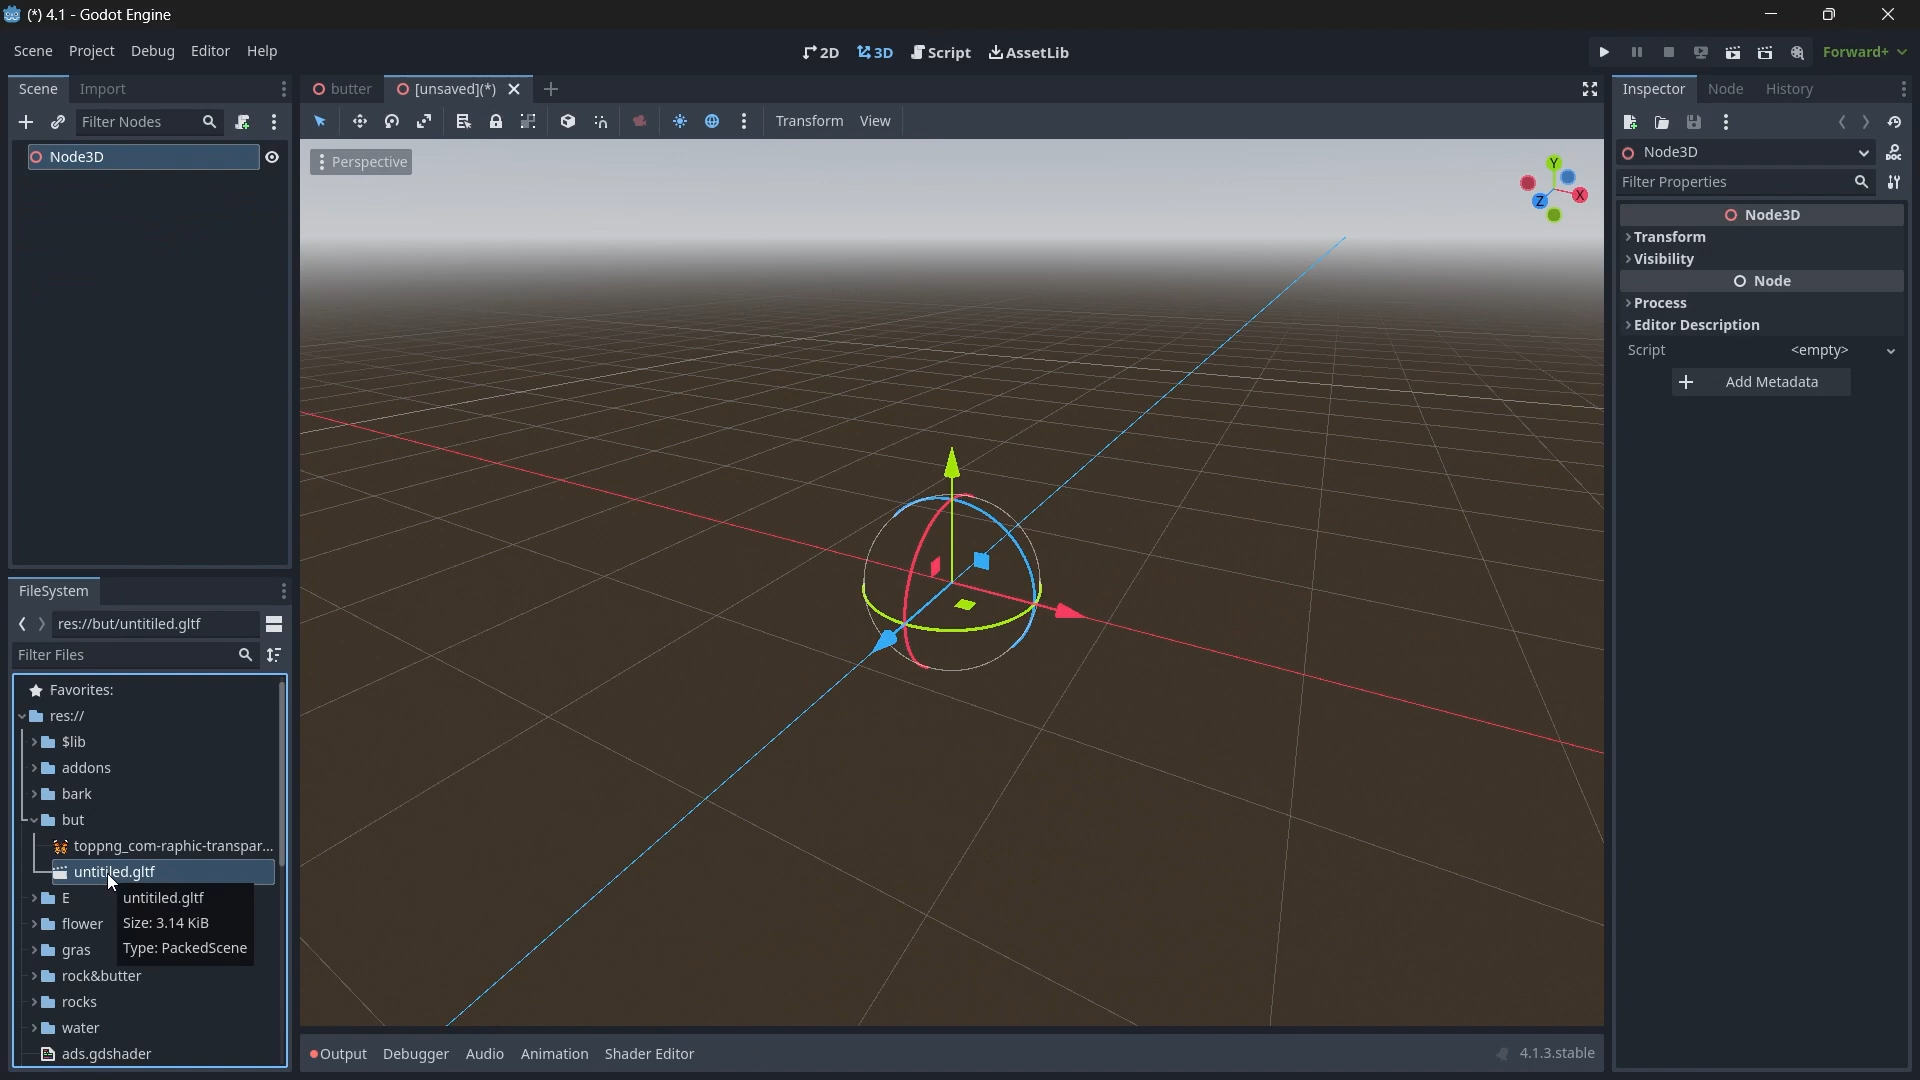 (*) 4.1 - Godot Engine
Scene Project Debug Editor Help
2D 3D Script AssetLib
Forward+
Scene Import
butter [unsaved](*)
Inspector Node History
Filter Nodes
Transform View
Node3D
Perspective
Y
X
Z
Node3D
Filter Properties
Node3D
Transform
Visibility
Node
Process
Editor Description
Script <empty>
Add Metadata
FileSystem
res://but/untitiled.gltf
Filter Files
Favorites:
res://
$lib
addons
bark
but
toppng_com-raphic-transpar...
untitiled.gltf
E
untitiled.gltf
flower
Size: 3.14 KiB
gras
Type: PackedScene
rock&butter
rocks
water
ads.gdshader
Output Debugger Audio Animation Shader Editor
4.1.3.stable